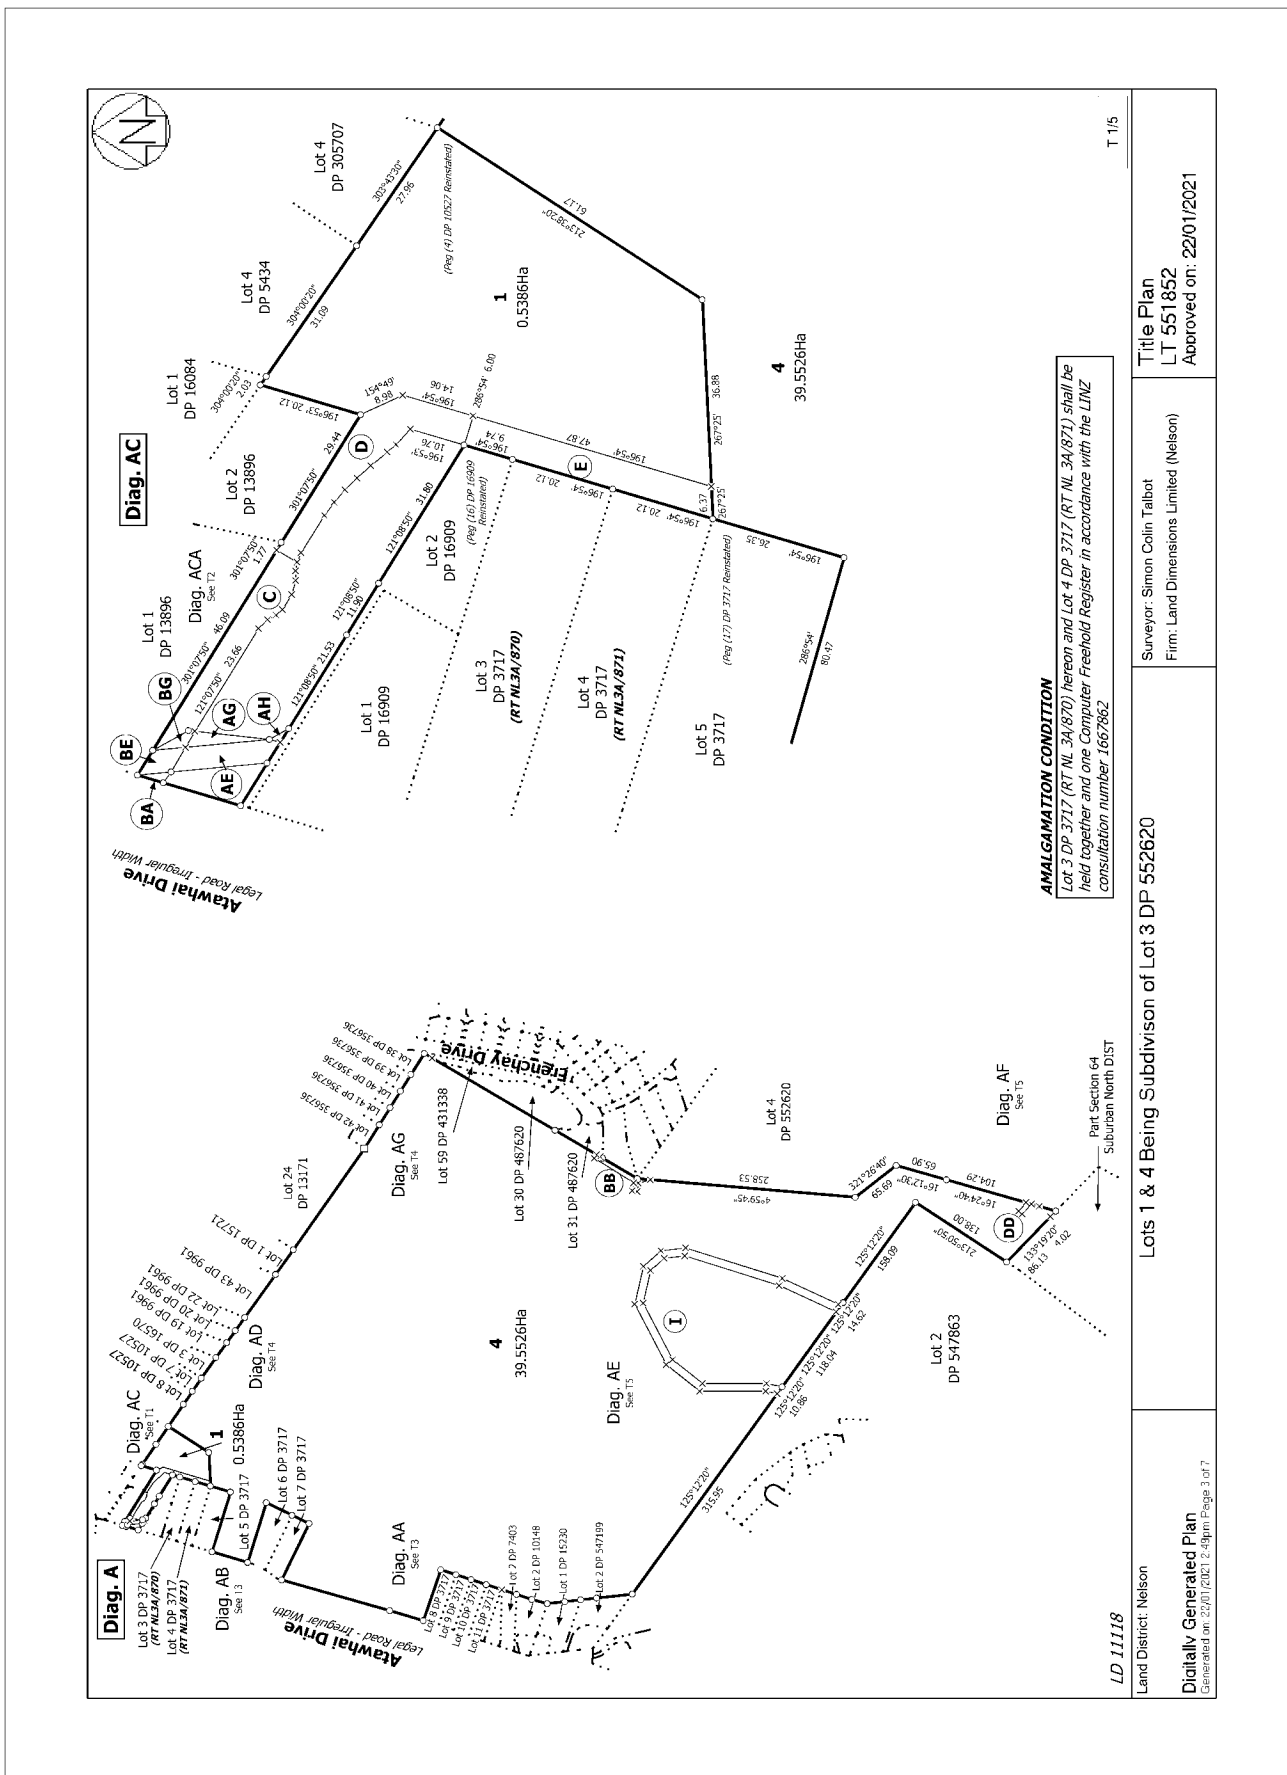 Diag. A
Lot 3 DP 3717
(RT NL3A/870)
Lot 4 DP 3717
(RT NL3A/871)
Diag. AB
See T3
Lot 5 DP 3717
Lot 6 DP 3717
Lot 7 DP 3717
Diag. AC
See T1
1
0.5386Ha
Lot 8 DP 10527
Lot 7 DP 10527
Lot 3 DP 16570
Lot 19 DP 9961
Lot 20 DP 9961
Lot 22 DP 9961
Lot 43 DP 9961
Lot 1 DP 15721
Diag. AD
See T4
Lot 24
DP 13171
Lot 42 DP 356736
Lot 41 DP 356736
Lot 40 DP 356736
Lot 39 DP 356736
Lot 38 DP 356736
Diag. AG
See T4
Lot 59 DP 431338
Frenchay Drive
Lot 30 DP 487620
Lot 31 DP 487620
BB
Atawhai Drive
Legal Road - Irregular Width
Diag. AA
See T3
Lot 8 DP 3717
Lot 9 DP 3717
Lot 10 DP 3717
Lot 11 DP 3717
Lot 2 DP 7403
Lot 2 DP 10148
Lot 1 DP 15230
Lot 2 DP 547199
4
39.5526Ha
Diag. AE
See T5
I
125°12'20"
315.95
125°12'20"
10.86
125°12'20"
118.04
125°12'20"
14.62
125°12'20"
158.09
4°59'45"
258.53
Lot 4
DP 552620
321°26'40"
65.69
16°12'30"
65.90
16°24'40"
104.29
213°50'50"
138.00
DD
133°19'20"
86.13
4.02
Lot 2
DP 547863
Diag. AF
See T5
Part Section 64
Suburban North DIST
N
Diag. AC
Atawhai Drive
Legal Road - Irregular Width
BA
BE
BG
AE
AG
AH
C
D
E
Lot 1
DP 13896
Diag. ACA
See T2
Lot 2
DP 13896
Lot 1
DP 16084
Lot 4
DP 5434
Lot 4
DP 305707
301°07'50"
46.09
121°07'50"
23.66
301°07'50"
1.77
301°07'50"
29.44
196°53' 20.12
304°00'20"
2.03
304°00'20"
31.09
303°43'30"
27.96
(Peg (4) DP 10527 Reinstated)
213°38'20"
61.17
1
0.5386Ha
154°49'
8.98
196°54'
14.06
286°54' 6.00
196°53'
10.76
196°54'
9.74
196°54'
47.87
121°08'50" 21.53
121°08'50"
11.90
121°08'50"
31.80
(Peg (16) DP 16909
Reinstated)
Lot 1
DP 16909
Lot 2
DP 16909
196°54'
20.12
196°54'
20.12
6.37
267°25'
267°25'
36.88
Lot 3
DP 3717
(RT NL3A/870)
Lot 4
DP 3717
(RT NL3A/871)
Lot 5
DP 3717
(Peg (17) DP 3717 Reinstated)
196°54'
26.35
286°54'
80.47
4
39.5526Ha
AMALGAMATION CONDITION
Lot 3 DP 3717 (RT NL 3A/870) hereon and Lot 4 DP 3717 (RT NL 3A/871) shall be
held together and one Computer Freehold Register in accordance with the LINZ
consultation number 1667862
LD 11118
T 1/5
Land District: Nelson
Digitally Generated Plan
Generated on: 22/01/2021 2:49pm Page 3 of 7
Lots 1 & 4 Being Subdivison of Lot 3 DP 552620
Surveyor: Simon Colin Talbot
Firm: Land Dimensions Limited (Nelson)
Title Plan
LT 551852
Approved on: 22/01/2021